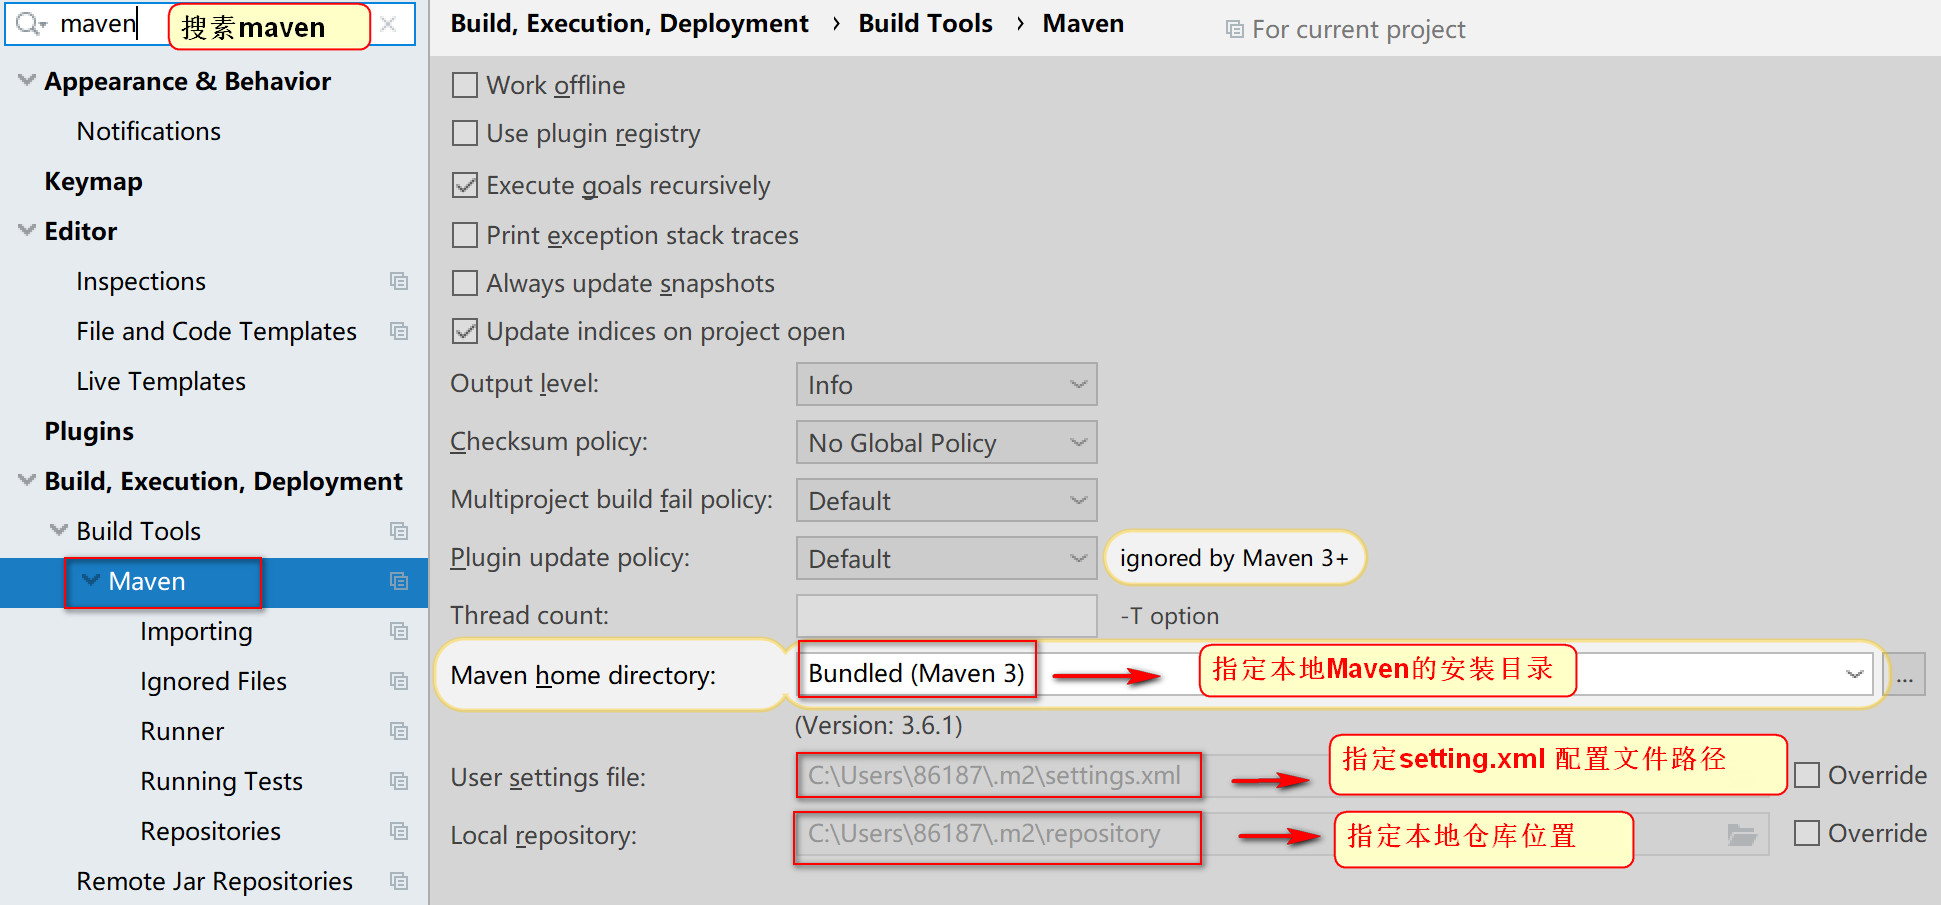 maven
搜素maven
Appearance & Behavior
Notifications
Keymap
Editor
Inspections
File and Code Templates
Live Templates
Plugins
Build, Execution, Deployment
Build Tools
Maven
Importing
Ignored Files
Runner
Running Tests
Repositories
Remote Jar Repositories
Build, Execution, Deployment › Build Tools › Maven For current project
Work offline
Use plugin registry
Execute goals recursively
Print exception stack traces
Always update snapshots
Update indices on project open
Output level: Info
Checksum policy: No Global Policy
Multiproject build fail policy: Default
Plugin update policy: Default ignored by Maven 3+
Thread count: -T option
Maven home directory: Bundled (Maven 3) 指定本地Maven的安装目录 ...
(Version: 3.6.1)
User settings file: C:\Users\86187\.m2\settings.xml 指定setting.xml 配置文件路径 Override
Local repository: C:\Users\86187\.m2\repository 指定本地仓库位置 Override